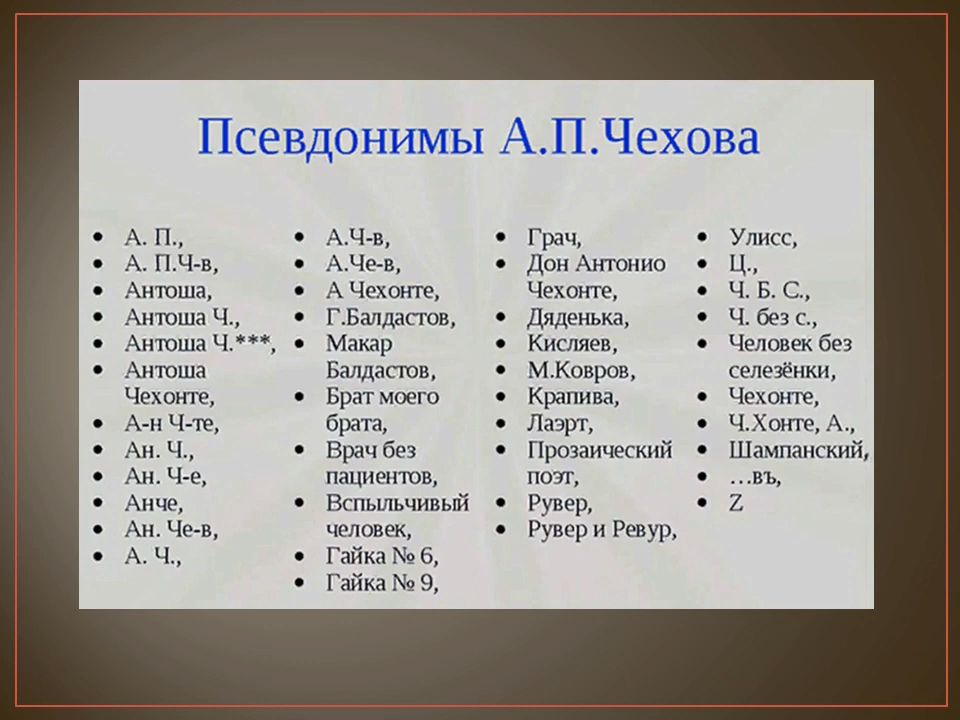 Псевдонимы А.П.Чехова
• А. П.,
• А. П.Ч-в,
• Антоша,
• Антоша Ч.,
• Антоша Ч.***,
• Антоша
Чехонте,
• А-н Ч-те,
• Ан. Ч.,
• Ан. Ч-е,
• Анче,
• Ан. Че-в,
• А. Ч.,
• А.Ч-в,
• А.Че-в,
• А Чехонте,
• Г.Балдастов,
• Макар
Балдастов,
• Брат моего
брата,
• Врач без
пациентов,
• Вспыльчивый
человек,
• Гайка № 6,
• Гайка № 9,
• Грач,
• Дон Антонио
Чехонте,
• Дяденька,
• Кисляев,
• М.Ковров,
• Крапива,
• Лаэрт,
• Прозаический
поэт,
• Рувер,
• Рувер и Ревур,
• Улисс,
• Ц.,
• Ч. Б. С.,
• Ч. без с.,
• Человек без
селезёнки,
• Чехонте,
• Ч.Хонте, А.,
• Шампанский,
• …въ,
• Z